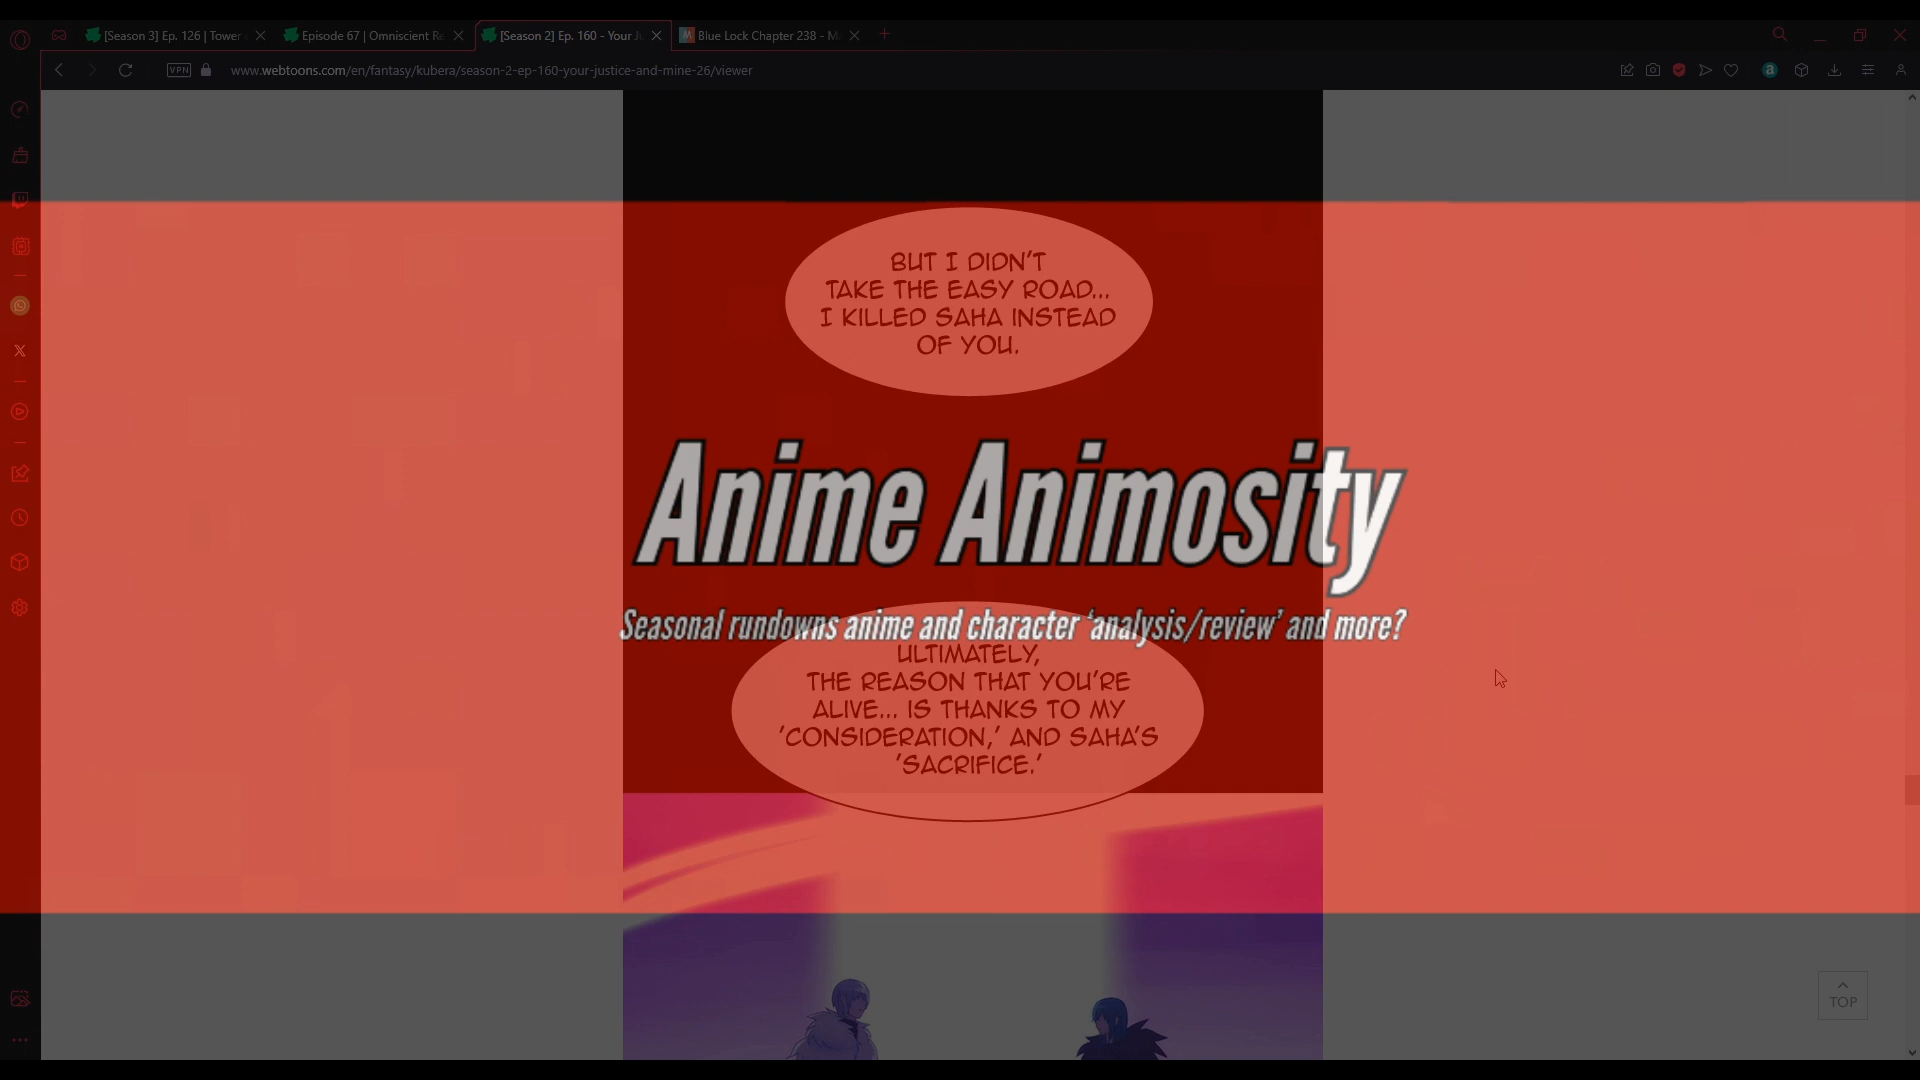 [Season 3] Ep. 126 | Tower
Episode 67 | Omniscient Re
[Season 2] Ep. 160 - Your Ju
Blue Lock Chapter 238 - M
VPN
www.webtoons.com/en/fantasy/kubera/season-2-ep-160-your-justice-and-mine-26/viewer
BUT I DIDN'T
TAKE THE EASY ROAD...
I KILLED SAHA INSTEAD
OF YOU.
Anime Animosity
Seasonal rundowns anime and character 'analysis/review' and more?
ULTIMATELY,
THE REASON THAT YOU'RE
ALIVE... IS THANKS TO MY
'CONSIDERATION,' AND SAHA'S
'SACRIFICE.'
TOP